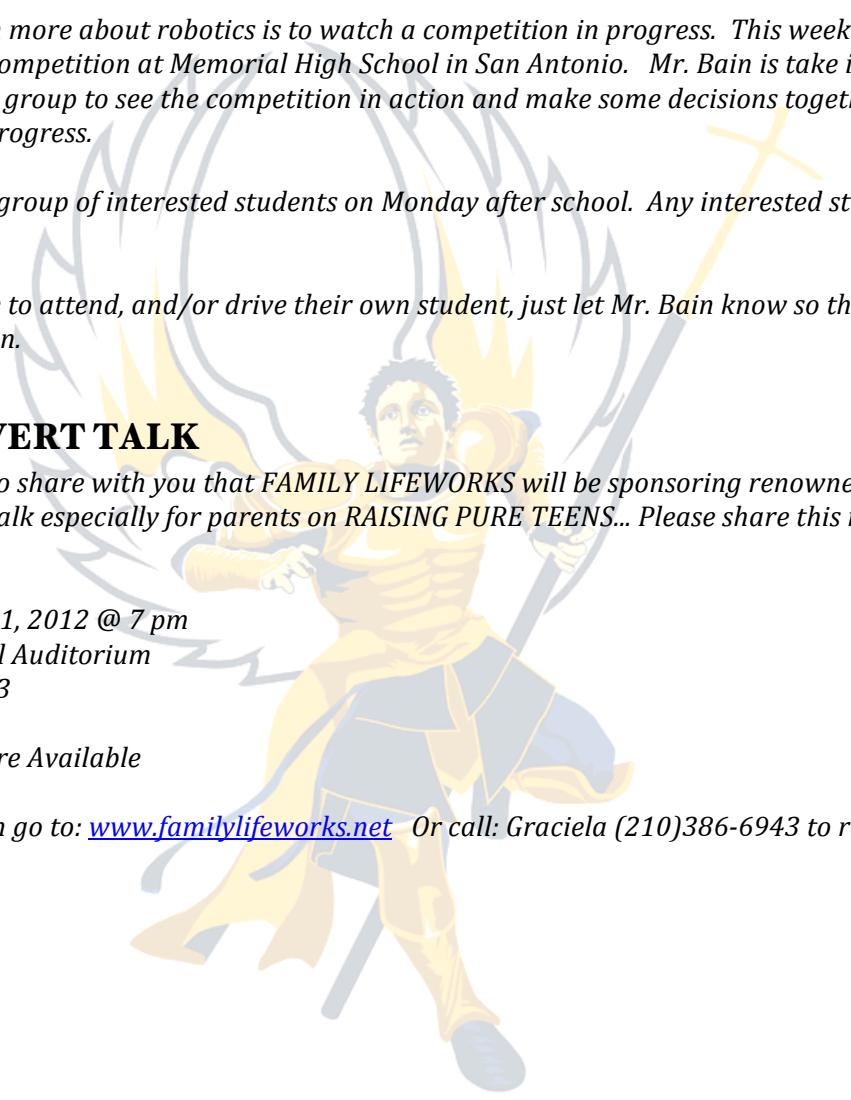 more about robotics is to watch a competition in progress.  This week
ompetition at Memorial High School in San Antonio.   Mr. Bain is take i
group to see the competition in action and make some decisions togeth
rogress.
group of interested students on Monday after school.  Any interested st
to attend, and/or drive their own student, just let Mr. Bain know so th
n.
VERT TALK
o share with you that FAMILY LIFEWORKS will be sponsoring renowne
alk especially for parents on RAISING PURE TEENS... Please share this i
1, 2012 @ 7 pm
l Auditorium
3
re Available
n go to: www.familylifeworks.net   Or call: Graciela (210)386-6943 to r